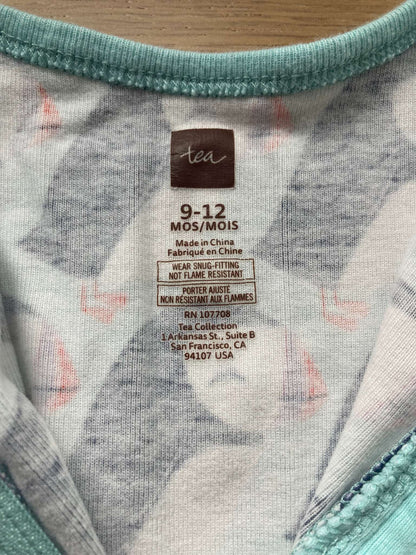 tea
9-12
MOS/MOIS
Made in China
Fabriqué en Chine
WEAR SNUG-FITTING
NOT FLAME RESISTANT
PORTER AJUSTÉ
NON RÉSISTANT AUX FLAMMES
RN 107708
Tea Collection
1 Arkansas St., Suite B
San Francisco, CA
94107 USA